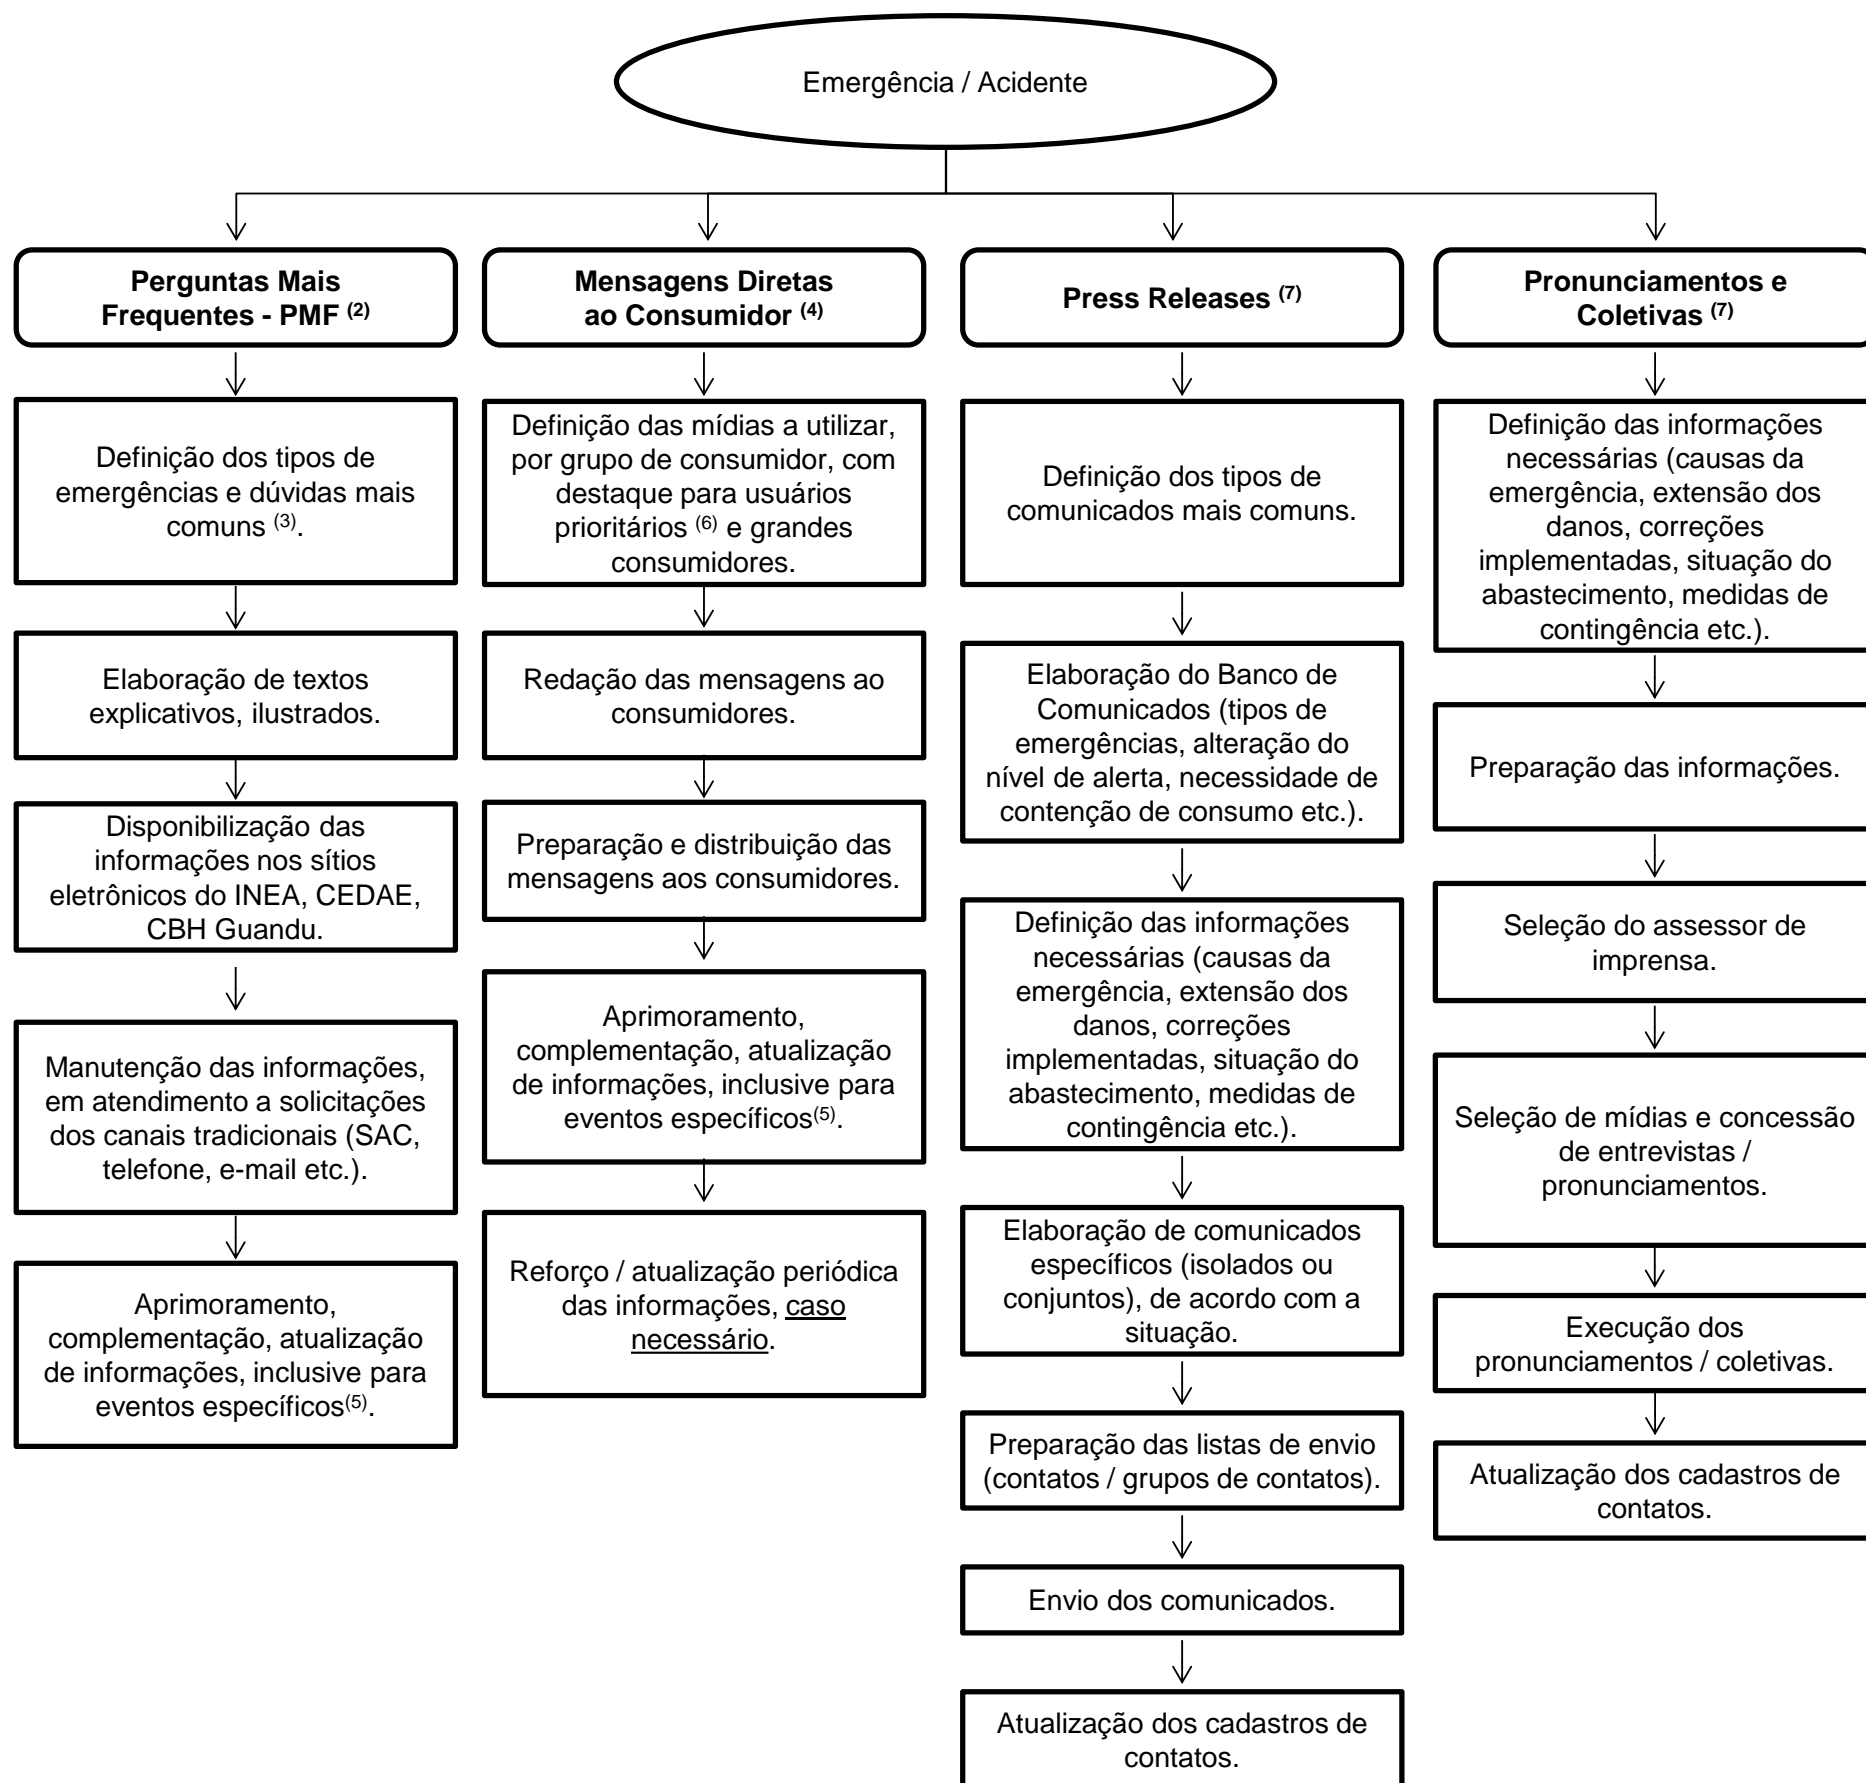 Emergência / Acidente
Perguntas Mais
Frequentes - PMF (2)
Definição dos tipos de
emergências e dúvidas mais
comuns (3).
Elaboração de textos
explicativos, ilustrados.
Disponibilização das
informações nos sítios
eletrônicos do INEA, CEDAE,
CBH Guandu.
Manutenção das informações,
em atendimento a solicitações
dos canais tradicionais (SAC,
telefone, e-mail etc.).
Aprimoramento,
complementação, atualização
de informações, inclusive para
eventos específicos(5).
Mensagens Diretas
ao Consumidor (4)
Definição das mídias a utilizar,
por grupo de consumidor, com
destaque para usuários
prioritários (6) e grandes
consumidores.
Redação das mensagens ao
consumidores.
Preparação e distribuição das
mensagens aos consumidores.
Aprimoramento,
complementação, atualização
de informações, inclusive para
eventos específicos(5).
Reforço / atualização periódica
das informações, caso
necessário.
Press Releases (7)
Definição dos tipos de
comunicados mais comuns.
Elaboração do Banco de
Comunicados (tipos de
emergências, alteração do
nível de alerta, necessidade de
contenção de consumo etc.).
Definição das informações
necessárias (causas da
emergência, extensão dos
danos, correções
implementadas, situação do
abastecimento, medidas de
contingência etc.).
Elaboração de comunicados
específicos (isolados ou
conjuntos), de acordo com a
situação.
Preparação das listas de envio
(contatos / grupos de contatos).
Envio dos comunicados.
Atualização dos cadastros de
contatos.
Pronunciamentos e
Coletivas (7)
Definição das informações
necessárias (causas da
emergência, extensão dos
danos, correções
implementadas, situação do
abastecimento, medidas de
contingência etc.).
Preparação das informações.
Seleção do assessor de
imprensa.
Seleção de mídias e concessão
de entrevistas /
pronunciamentos.
Execução dos
pronunciamentos / coletivas.
Atualização dos cadastros de
contatos.